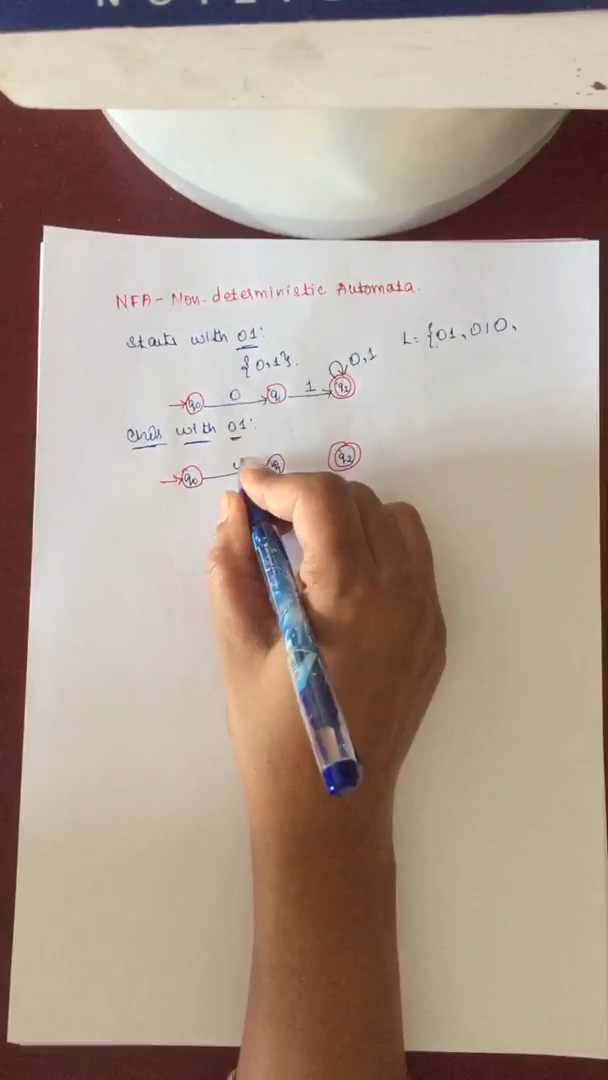 NFA - Non-deterministic Automata.
Starts with 01:
{0,1}.
L: {01, 010,
0,1
q0 0 q1 1 q2
ends with 01:
q0 q1 q2